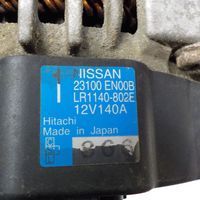 NISSAN
23100 EN00B
LR1140-802E
12V140A
Hitachi
Made in Japan